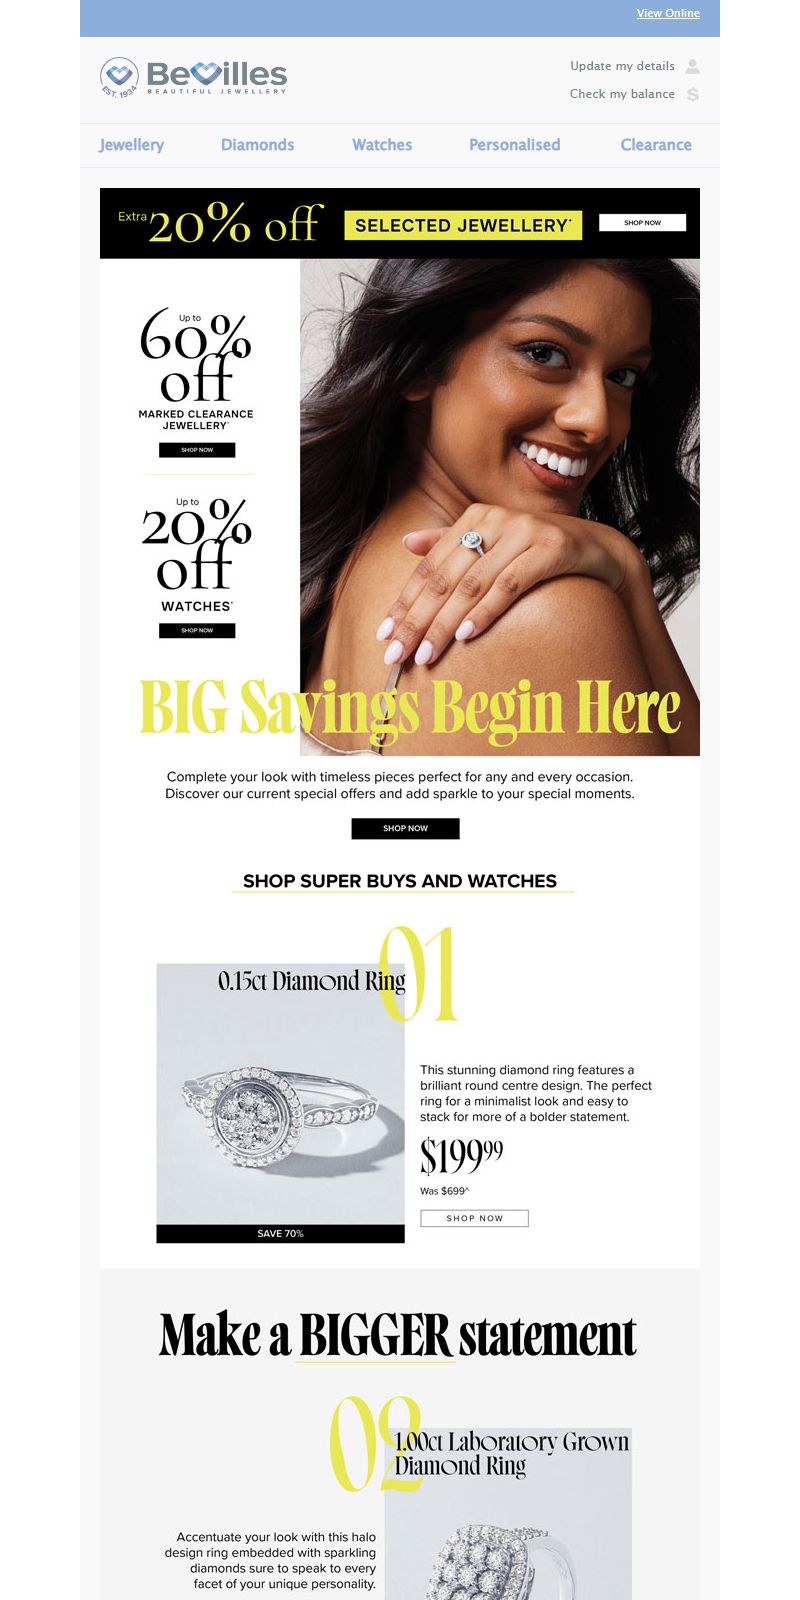 View Online
BeVilles
BEAUTIFUL JEWELLERY
EST. 1934
Update my details
Check my balance
Jewellery Diamonds Watches Personalised Clearance
Extra 20% off SELECTED JEWELLERY* SHOP NOW
Up to
60%
off
MARKED CLEARANCE
JEWELLERY*
SHOP NOW
Up to
20%
off
WATCHES*
SHOP NOW
BIG Savings Begin Here
Complete your look with timeless pieces perfect for any and every occasion.
Discover our current special offers and add sparkle to your special moments.
SHOP NOW
SHOP SUPER BUYS AND WATCHES
01
0.15ct Diamond Ring
This stunning diamond ring features a
brilliant round centre design. The perfect
ring for a minimalist look and easy to
stack for more of a bolder statement.
$199⁹⁹
Was $699^
SHOP NOW
SAVE 70%
Make a BIGGER statement
02
1.00ct Laboratory Grown
Diamond Ring
Accentuate your look with this halo
design ring embedded with sparkling
diamonds sure to speak to every
facet of your unique personality.